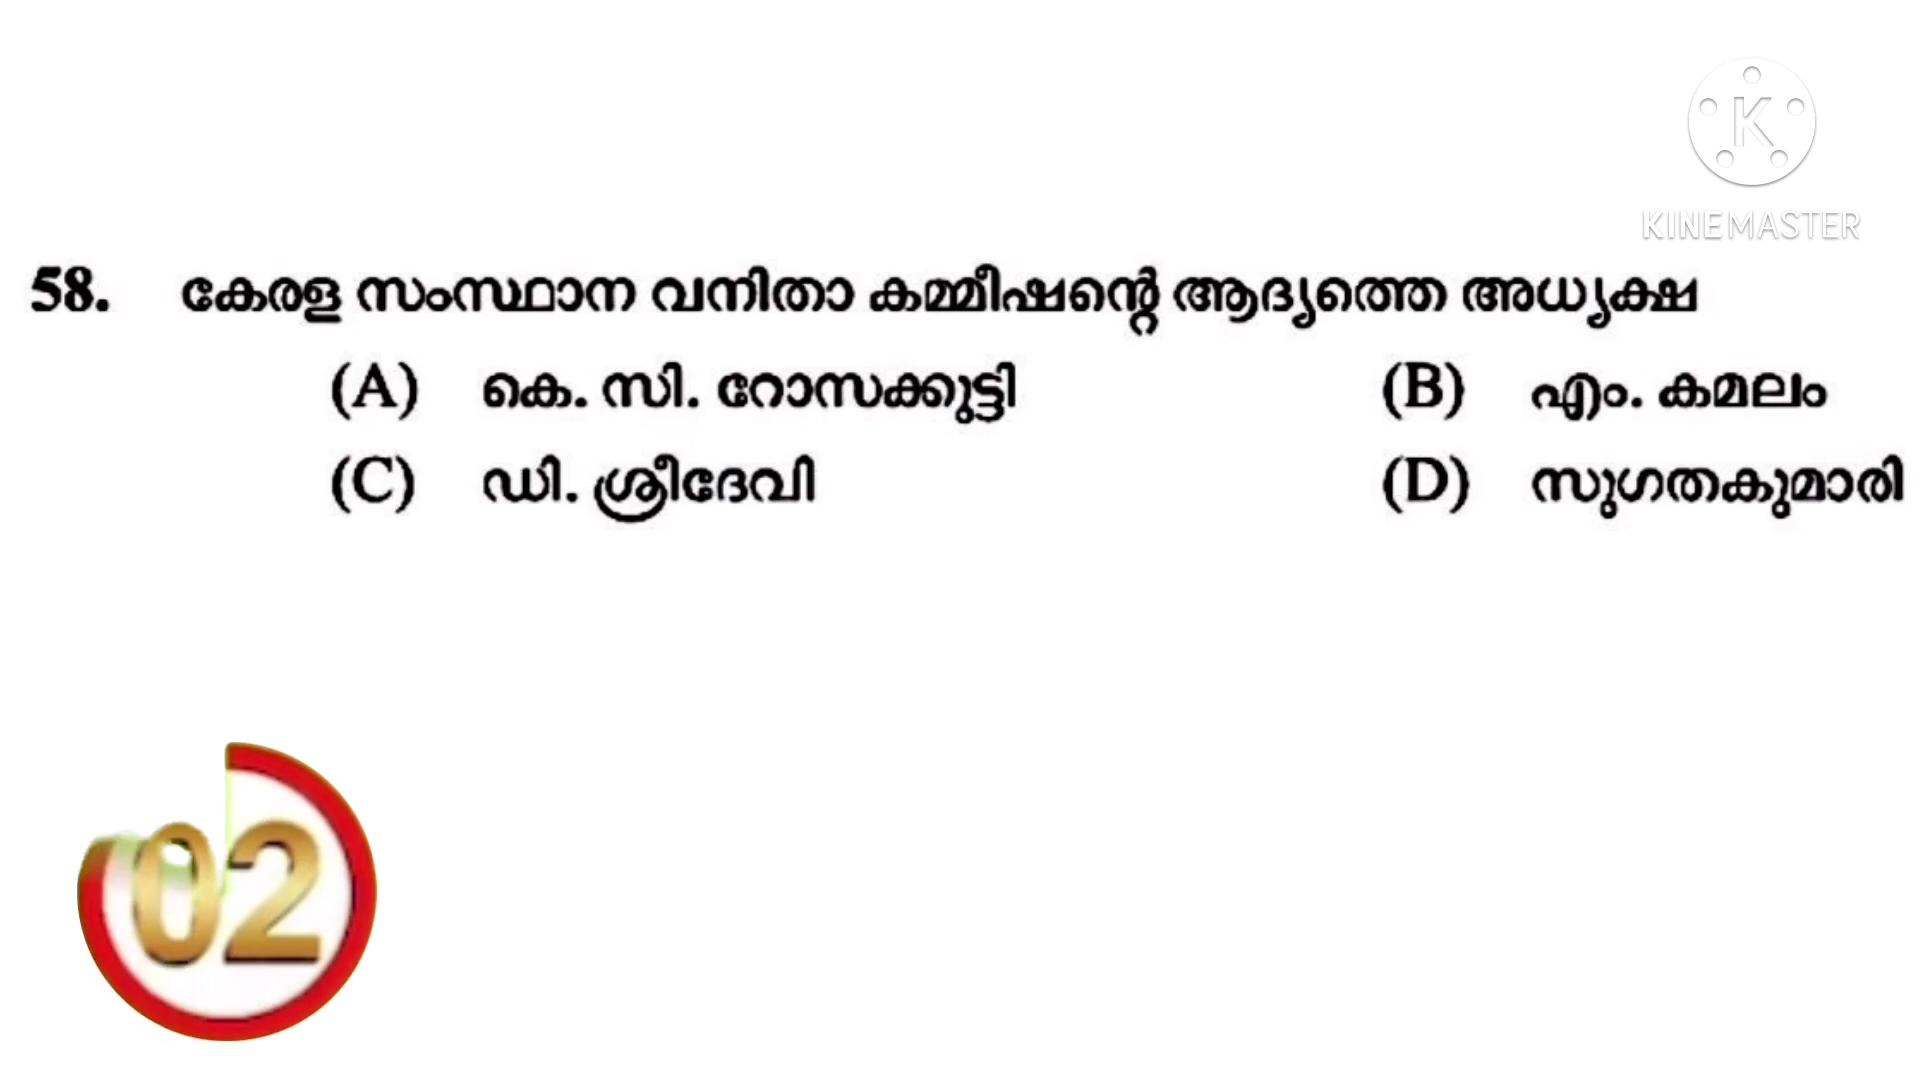 K
KINEMASTER
58. കേരള സംസ്ഥാന വനിതാ കമ്മീഷന്റെ ആദ്യത്തെ അധ്യക്ഷ
(A) കെ. സി. റോസക്കുട്ടി (B) എം. കമലം
(C) ഡി. ശ്രീദേവി (D) സുഗതകുമാരി
02